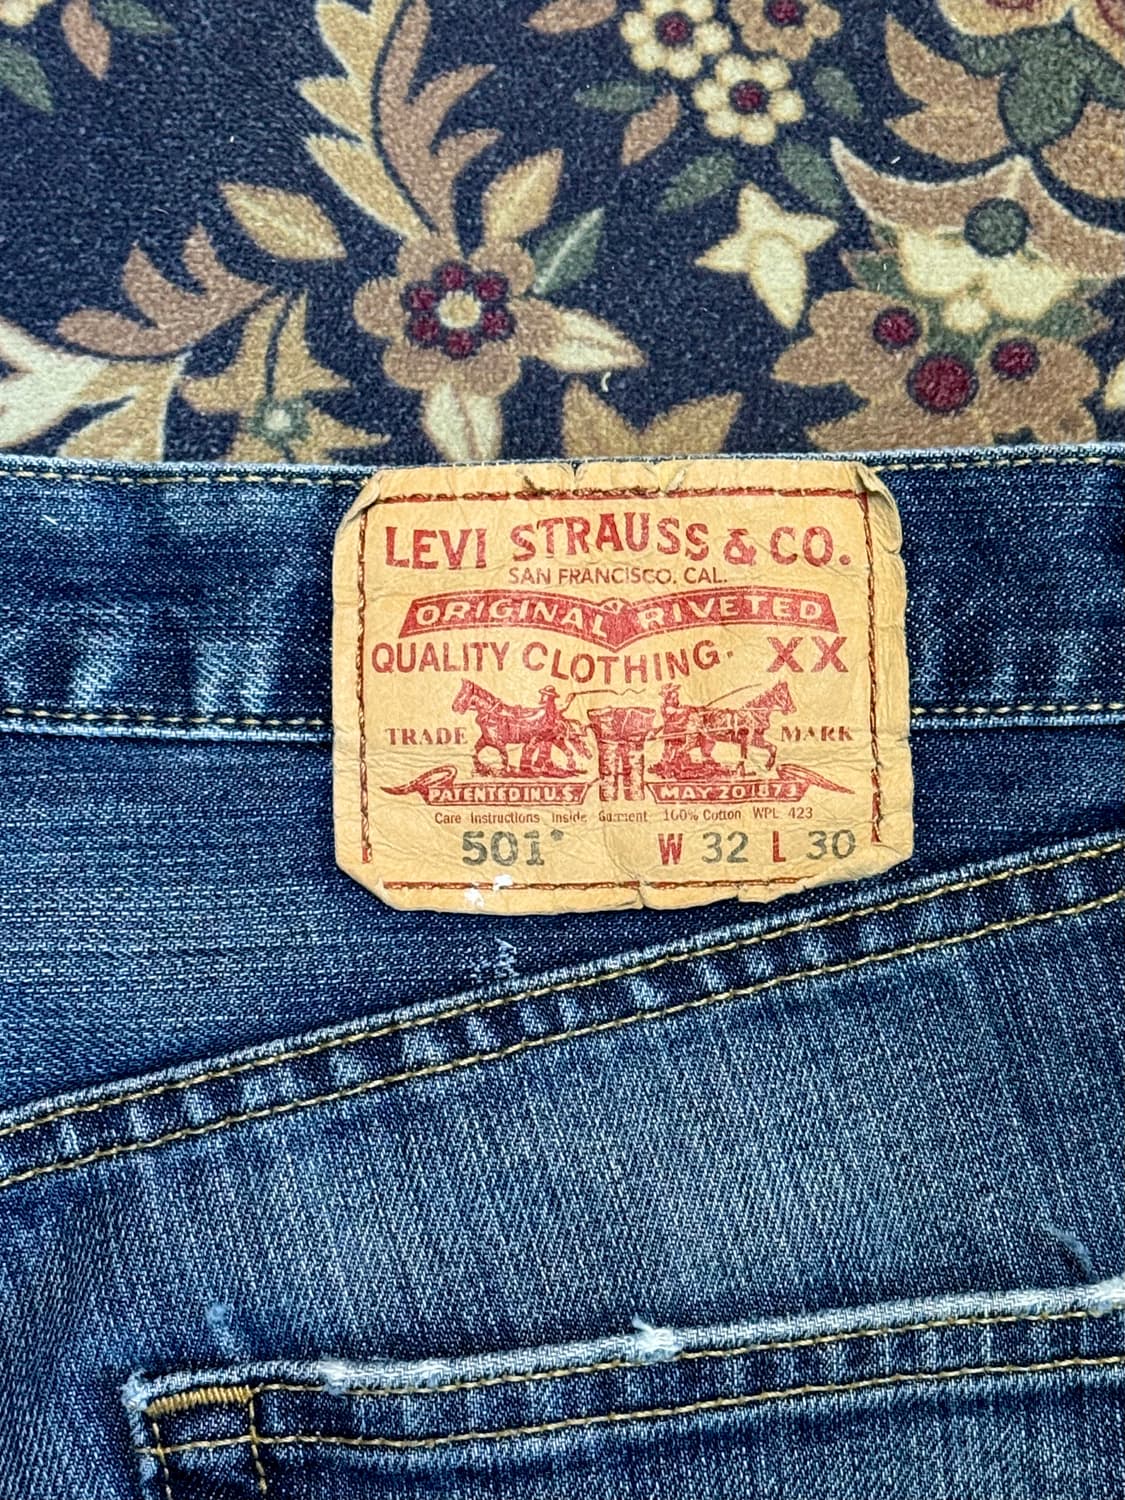 LEVI STRAUSS & CO.
SAN FRANCISCO, CAL.
ORIGINAL RIVETED
QUALITY CLOTHING. XX
TRADE MARK
PATENTED IN U.S. MAY 20 1873
Care Instructions Inside Garment 100% Cotton WPL 423
501® W 32 L 30